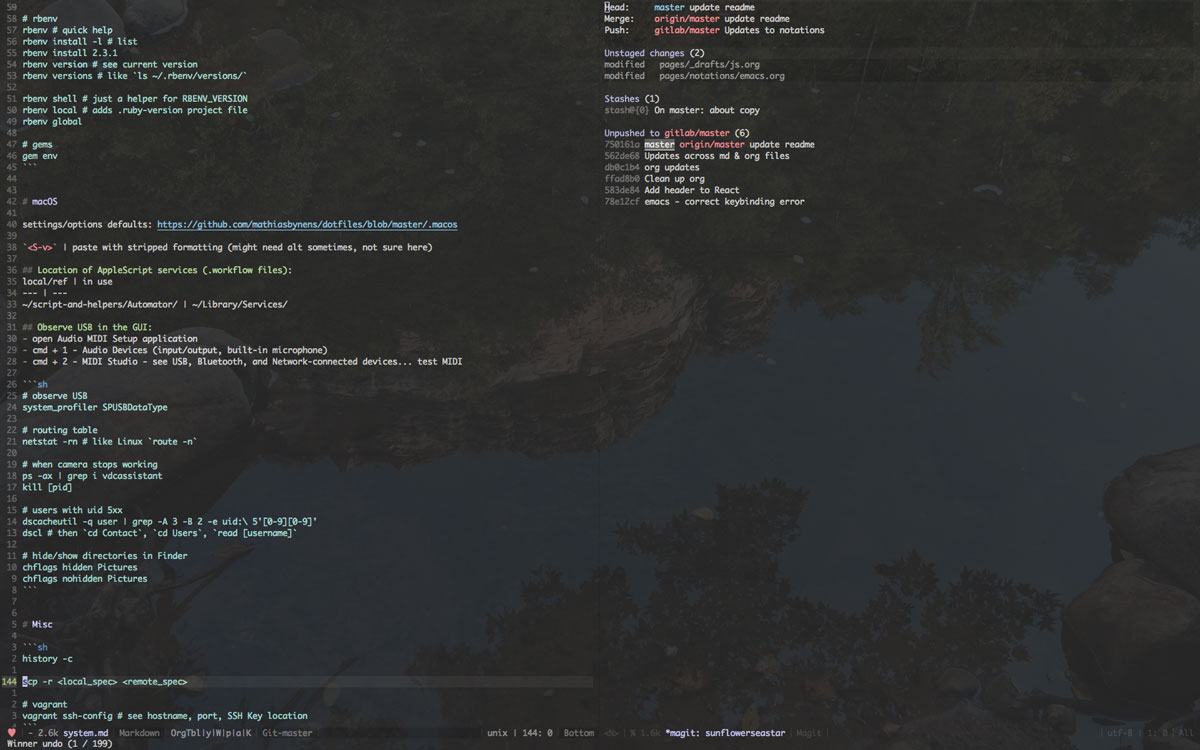 59
58 # rbenv
57 rbenv # quick help
56 rbenv install -l # list
55 rbenv install 2.3.1
54 rbenv version # see current version
53 rbenv versions # like `ls ~/.rbenv/versions/`
52
51 rbenv shell # just a helper for RBENV_VERSION
50 rbenv local # adds .ruby-version project file
49 rbenv global
48
47 # gems
46 gem env
45 ```
44
43
42 # macOS
41
40 settings/options defaults: https://github.com/mathiasbynens/dotfiles/blob/master/.macos
39
38 `<S-v>` | paste with stripped formatting (might need alt sometimes, not sure here)
37
36 ## Location of AppleScript services (.workflow files):
35 local/ref | in use
34 --- | ---
33 ~/script-and-helpers/Automator/ | ~/Library/Services/
32
31 ## Observe USB in the GUI:
30 - open Audio MIDI Setup application
29 - cmd + 1 - Audio Devices (input/output, built-in microphone)
28 - cmd + 2 - MIDI Studio - see USB, Bluetooth, and Network-connected devices... test MIDI
27
26 ```sh
25 # observe USB
24 system_profiler SPUSBDataType
23
22 # routing table
21 netstat -rn # like Linux `route -n`
20
19 # when camera stops working
18 ps -ax | grep i vdcassistant
17 kill [pid]
16
15 # users with uid 5xx
14 dscacheutil -q user | grep -A 3 -B 2 -e uid:\ 5'[0-9][0-9]'
13 dscl # then `cd Contact`, `cd Users`, `read [username]`
12
11 # hide/show directories in Finder
10 chflags hidden Pictures
9 chflags nohidden Pictures
8 ```
7
6
5 # Misc
4
3 ```sh
2 history -c
1
144 scp -r <local_spec> <remote_spec>
1
2 # vagrant
3 vagrant ssh-config # see hostname, port, SSH Key location
4 ```
- 2.6k system.md Markdown OrgTbl|y|W|p|a|K Git-master unix | 144: 0 Bottom
Winner undo (1 / 199)
Head: master update readme
Merge: origin/master update readme
Push: gitlab/master Updates to notations

Unstaged changes (2)
modified pages/_drafts/js.org
modified pages/notations/emacs.org

Stashes (1)
stash@{0} On master: about copy

Unpushed to gitlab/master (6)
750161a master origin/master update readme
562de68 Updates across md & org files
db0c1b4 org updates
ffad8b0 Clean up org
583de84 Add header to React
78e12cf emacs - correct keybinding error
<N> | % 1.6k *magit: sunflowerseastar Magit | utf-8 | 1: 0 | All